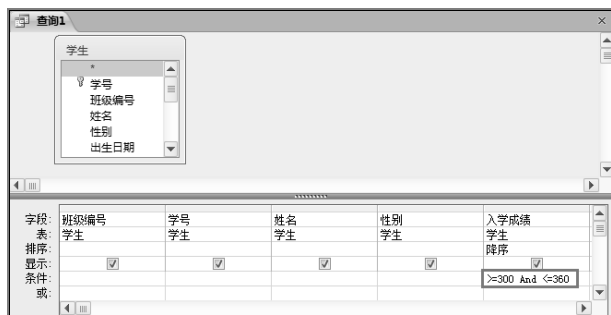 查询1
学生
*
学号
班级编号
姓名
性别
出生日期
字段: 班级编号 学号 姓名 性别 入学成绩
表: 学生 学生 学生 学生 学生
排序: 降序
显示:
条件: >=300 And <=360
或: